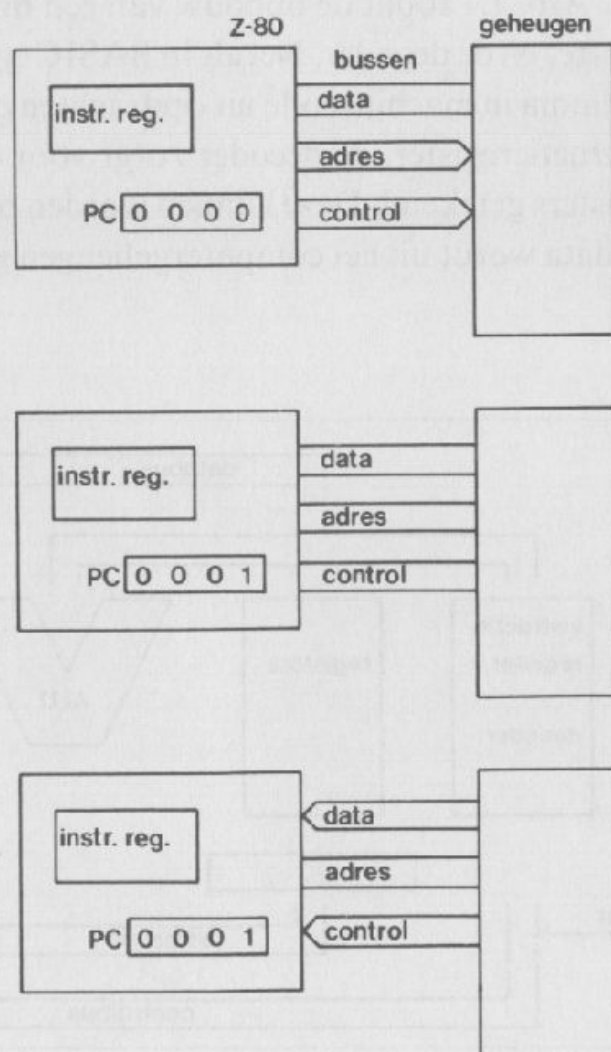 Z-80
geheugen
bussen
data
instr. reg.
adres
PC 0 0 0 0
control
data
instr. reg.
adres
PC 0 0 0 1
control
data
instr. reg.
adres
PC 0 0 0 1
control